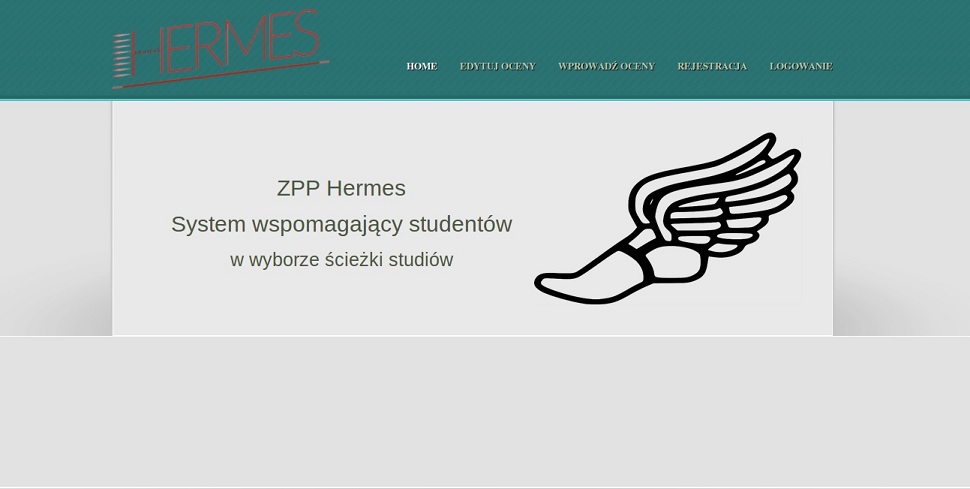 HERMES
HOME EDYTUJ OCENY WPROWADŹ OCENY REJESTRACJA LOGOWANIE
ZPP Hermes
System wspomagający studentów
w wyborze ścieżki studiów